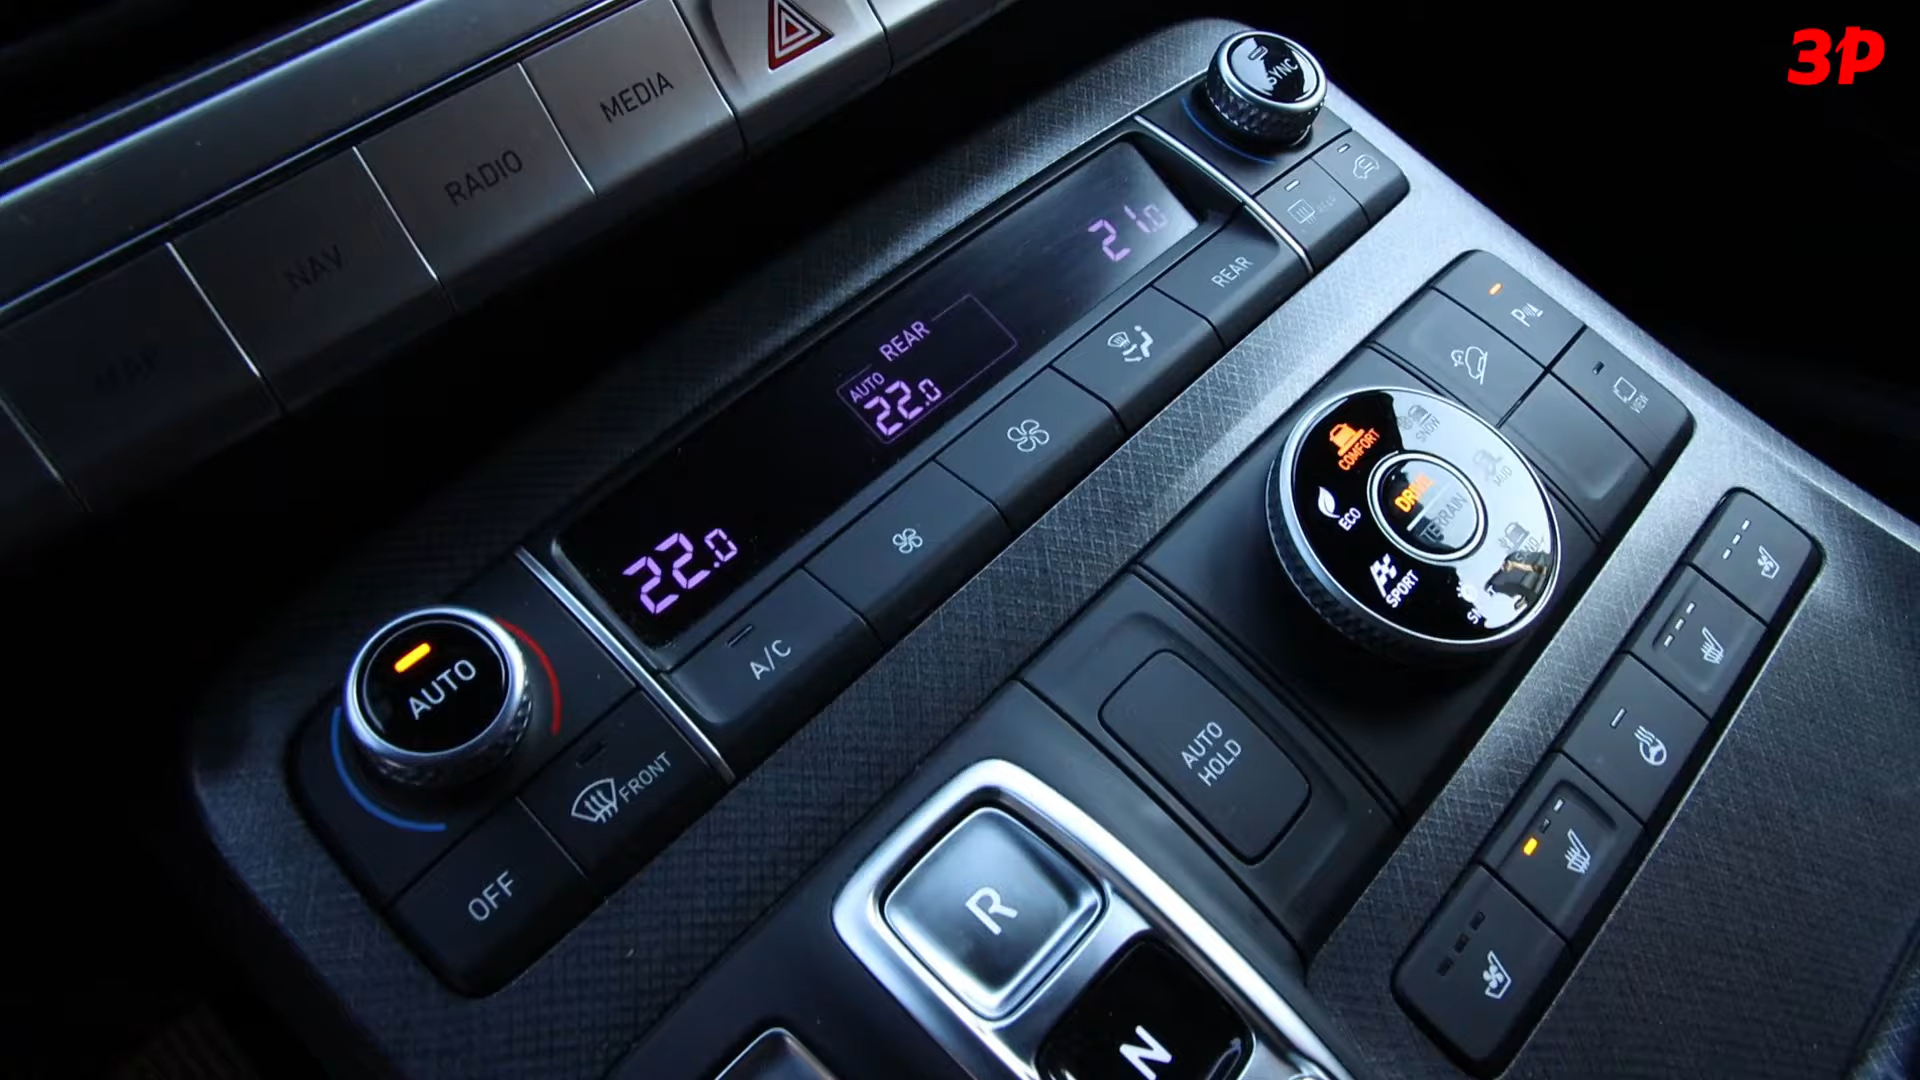 3P
MAP
NAV
RADIO
MEDIA
SYNC
21.0
REAR
AUTO
22.0
22.0
REAR
A/C
AUTO
FRONT
OFF
VIEW
COMFORT
SNOW
MUD
ECO
DRIVE
TERRAIN
SPORT
AUTO
HOLD
R
N